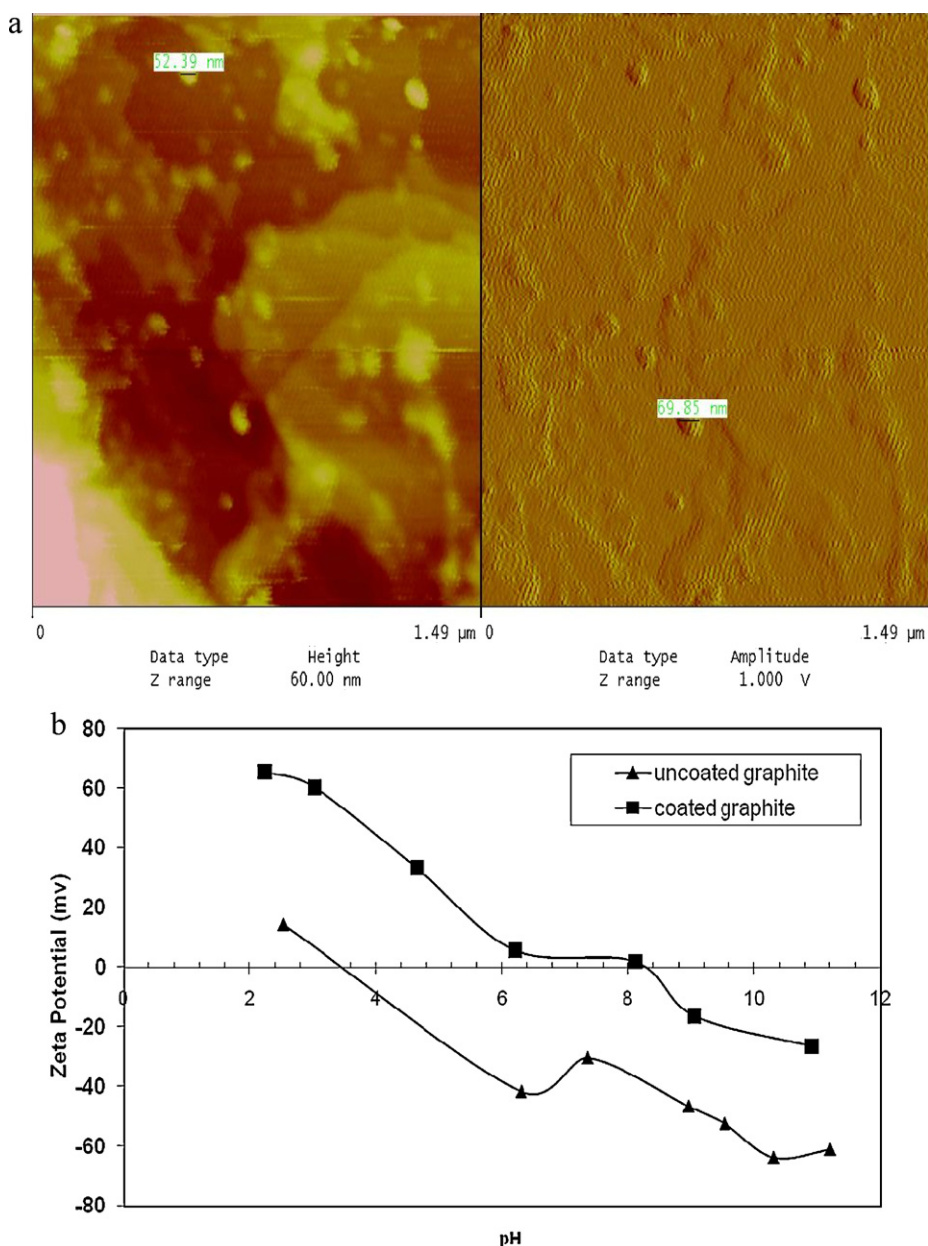 a
52.39 nm
69.85 nm
0 1.49 μm 0 1.49 μm
Data type Height Data type Amplitude
Z range 60.00 nm Z range 1.000 V
b
80
uncoated graphite
60
coated graphite
40
20
0
0 2 4 6 8 10 12
-20
-40
-60
-80
Zeta Potential (mv)
pH